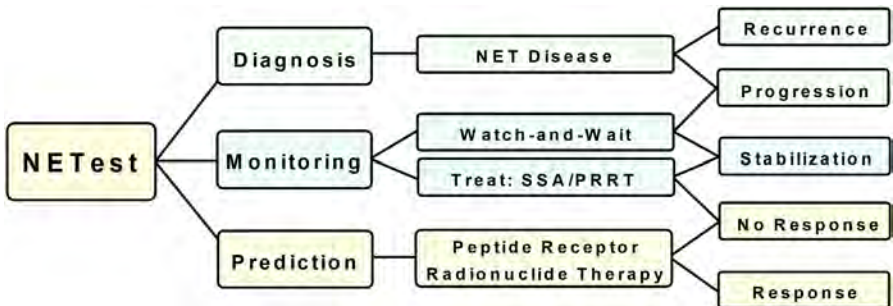 NETest
Diagnosis
Monitoring
Prediction
NET Disease
Watch-and-Wait
Treat: SSA/PRRT
Peptide Receptor
Radionuclide Therapy
Recurrence
Progression
Stabilization
No Response
Response